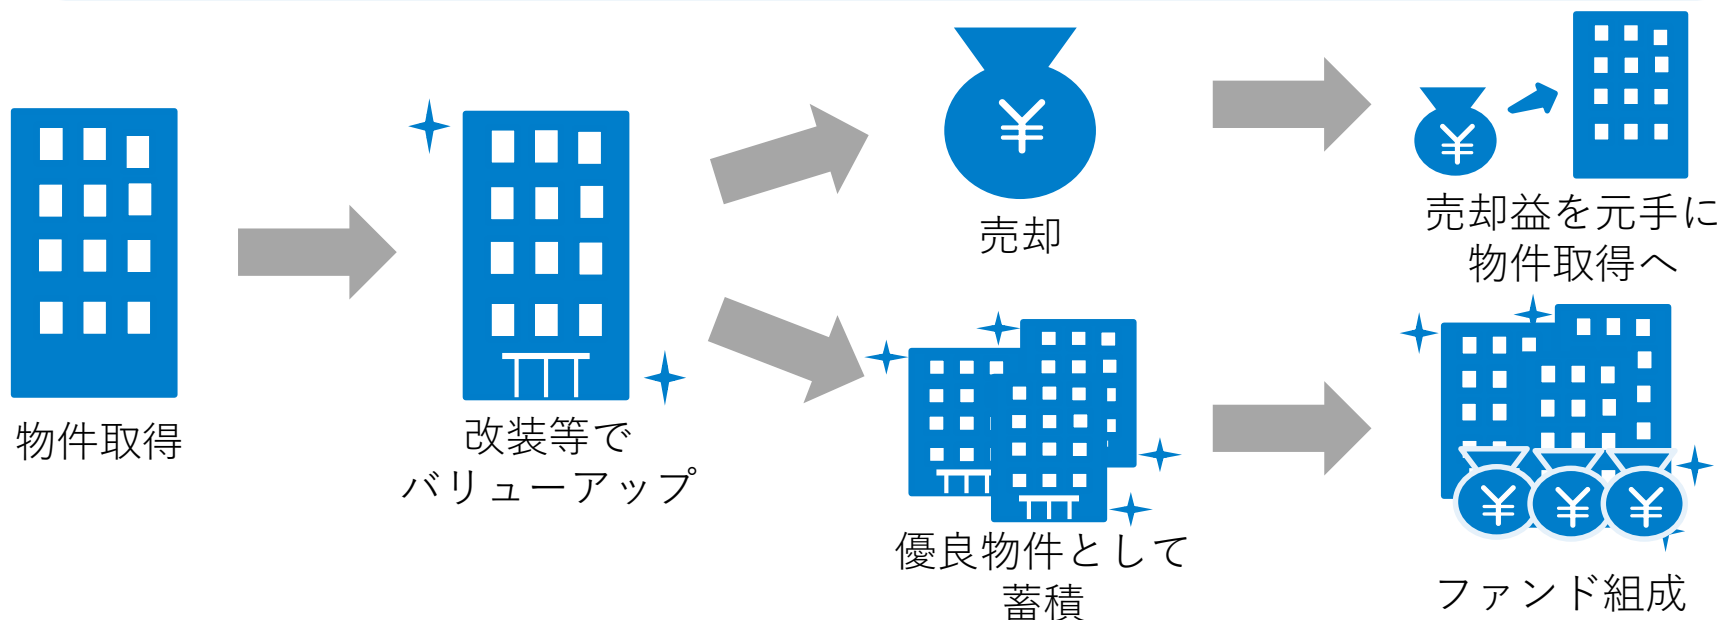 物件取得
改装等で
バリューアップ
¥
売却
¥
売却益を元手に
物件取得へ
優良物件として
蓄積
¥ ¥ ¥
ファンド組成